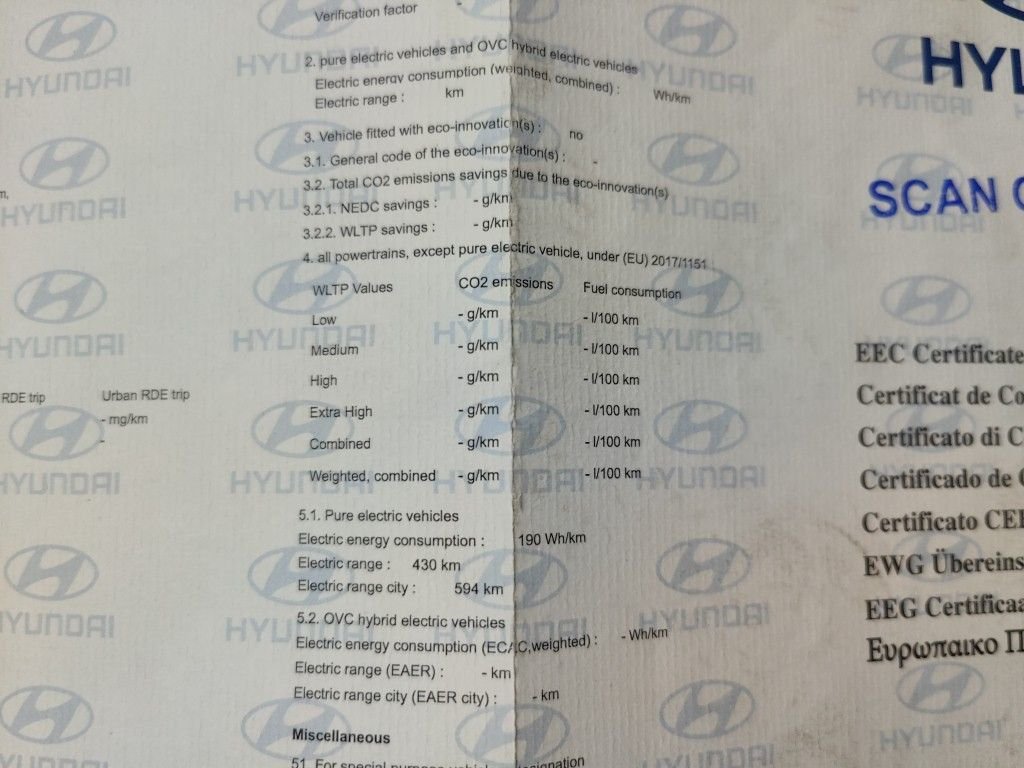 Verification factor -
2. pure electric vehicles and OVC hybrid electric vehicles
Electric energy consumption (weighted, combined) : Wh/km
Electric range : km
3. Vehicle fitted with eco-innovation(s) : no
3.1. General code of the eco-innovation(s) : -
3.2. Total CO2 emissions savings due to the eco-innovation(s)
3.2.1. NEDC savings : - g/km
3.2.2. WLTP savings : - g/km
4. all powertrains, except pure electric vehicle, under (EU) 2017/1151
WLTP Values CO2 emissions Fuel consumption
Low - g/km - l/100 km
Medium - g/km - l/100 km
High - g/km - l/100 km
Extra High - g/km - l/100 km
Combined - g/km - l/100 km
Weighted, combined - g/km - l/100 km
5.1. Pure electric vehicles
Electric energy consumption : 190 Wh/km
Electric range : 430 km
Electric range city : 594 km
5.2. OVC hybrid electric vehicles
Electric energy consumption (ECAC,weighted) : - Wh/km
Electric range (EAER) : - km
Electric range city (EAER city) : - km
Miscellaneous
51. For special purpose
RDE trip Urban RDE trip
- mg/km
-
HYU
SCAN
EEC Certificate
Certificat de Co
Certificato di C
Certificado de
Certificato CE
EWG Übereins
EEG Certificaa
Ευρωπαικο Π
HYUNDAI